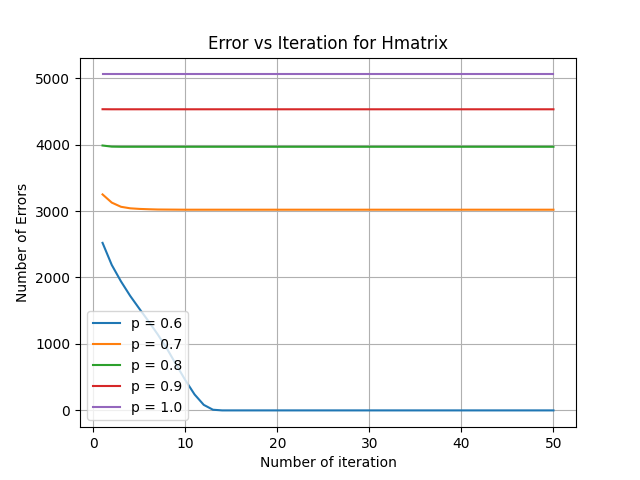 Error vs Iteration for Hmatrix
Number of Errors
5000
4000
3000
2000
1000
0
p = 0.6
p = 0.7
p = 0.8
p = 0.9
p = 1.0
0 10 20 30 40 50
Number of iteration